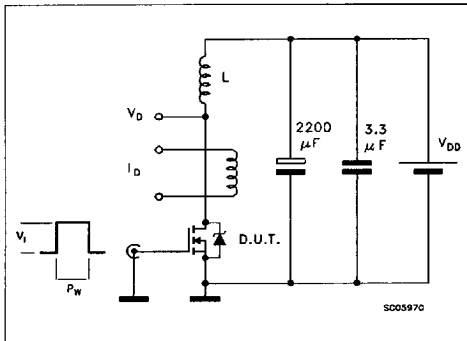 L
V_D
2200
μF
3.3
μF
V_DD
I_D
V_i
D.U.T.
P_W
SC05970